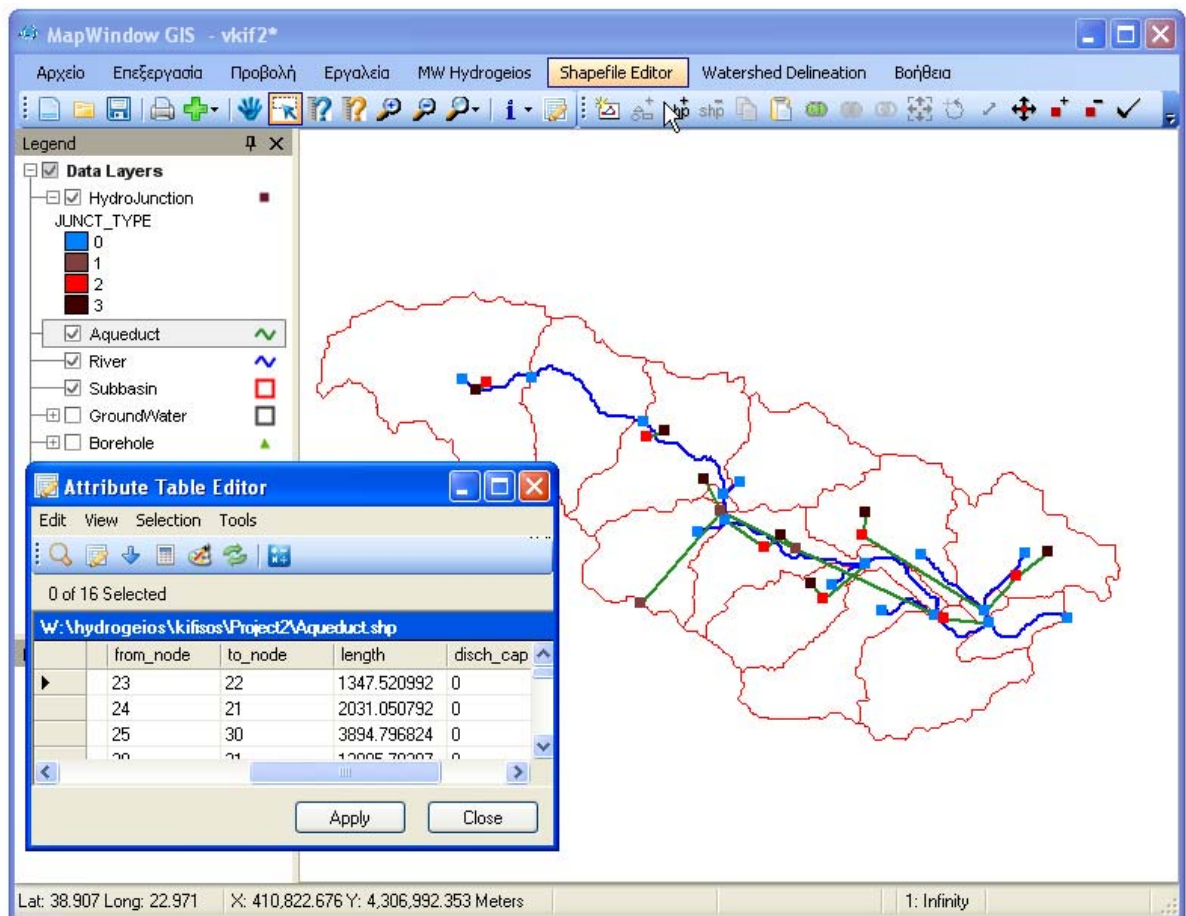 MapWindow GIS - vkif2*
Αρχείο Επεξεργασία Προβολή Εργαλεία MW Hydrogeios Shapefile Editor Watershed Delineation Βοήθεια
shp
Legend
Data Layers
HydroJunction
JUNCT_TYPE
0
1
2
3
Aqueduct
River
Subbasin
GroundWater
Borehole
Attribute Table Editor
Edit View Selection Tools
0 of 16 Selected
W:\hydrogeios\kifisos\Project2\Aqueduct.shp
from_node to_node length disch_cap
23 22 1347.520992 0
24 21 2031.050792 0
25 30 3894.796824 0
Apply Close
Lat: 38.907 Long: 22.971 X: 410,822.676 Y: 4,306,992.353 Meters 1: Infinity